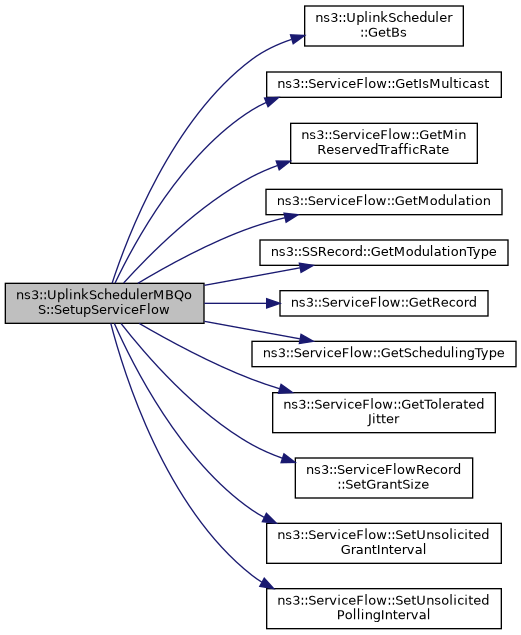 ns3::UplinkSchedulerMBQo
S::SetupServiceFlow
ns3::UplinkScheduler
::GetBs
ns3::ServiceFlow::GetIsMulticast
ns3::ServiceFlow::GetMin
ReservedTrafficRate
ns3::ServiceFlow::GetModulation
ns3::SSRecord::GetModulationType
ns3::ServiceFlow::GetRecord
ns3::ServiceFlow::GetSchedulingType
ns3::ServiceFlow::GetTolerated
Jitter
ns3::ServiceFlowRecord
::SetGrantSize
ns3::ServiceFlow::SetUnsolicited
GrantInterval
ns3::ServiceFlow::SetUnsolicited
PollingInterval